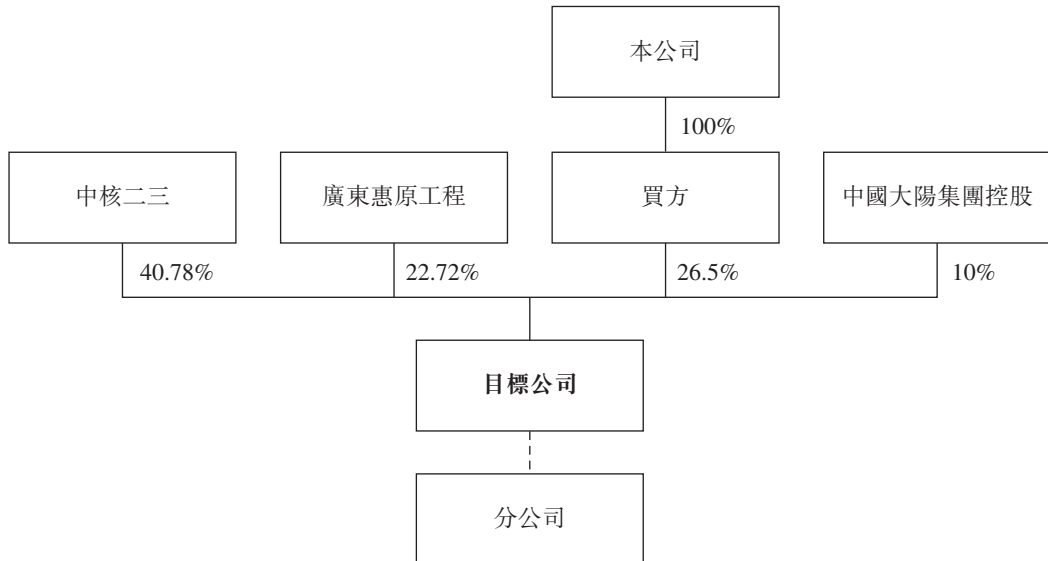 本公司
100%
中核二三
廣東惠原工程
買方
中國大陽集團控股
40.78%
22.72%
26.5%
10%
目標公司
分公司